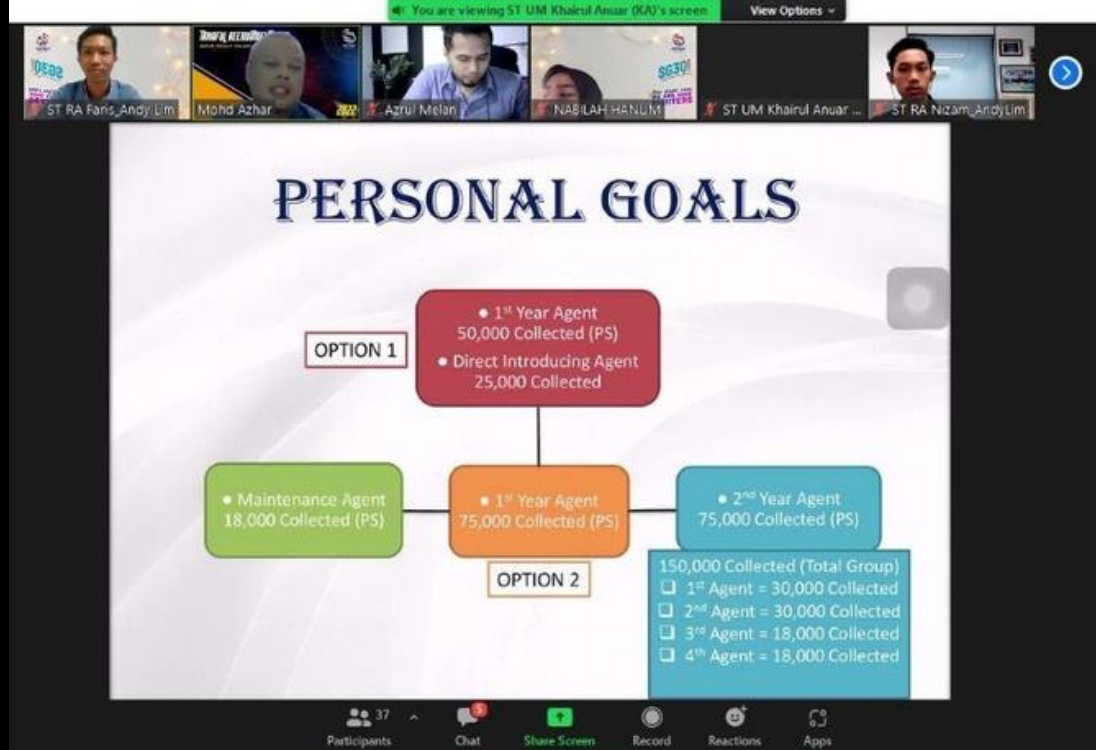 You are viewing ST UM Khairul Anuar (KA)'s screen
View Options
ST RA Faris_Andy Lim
Mohd Azhar
2022
Azrul Melan
SG30!
NABILAH HANUM
ST UM Khairul Anuar ...
ST RA Nizam_AndyLim
PERSONAL GOALS
OPTION 1
• 1st Year Agent
50,000 Collected (PS)
• Direct Introducing Agent
25,000 Collected
• Maintenance Agent
18,000 Collected (PS)
• 1st Year Agent
75,000 Collected (PS)
OPTION 2
• 2nd Year Agent
75,000 Collected (PS)
150,000 Collected (Total Group)
❑ 1st Agent = 30,000 Collected
❑ 2nd Agent = 30,000 Collected
❑ 3rd Agent = 18,000 Collected
❑ 4th Agent = 18,000 Collected
37
5
Participants
Chat
Share Screen
Record
Reactions
Apps